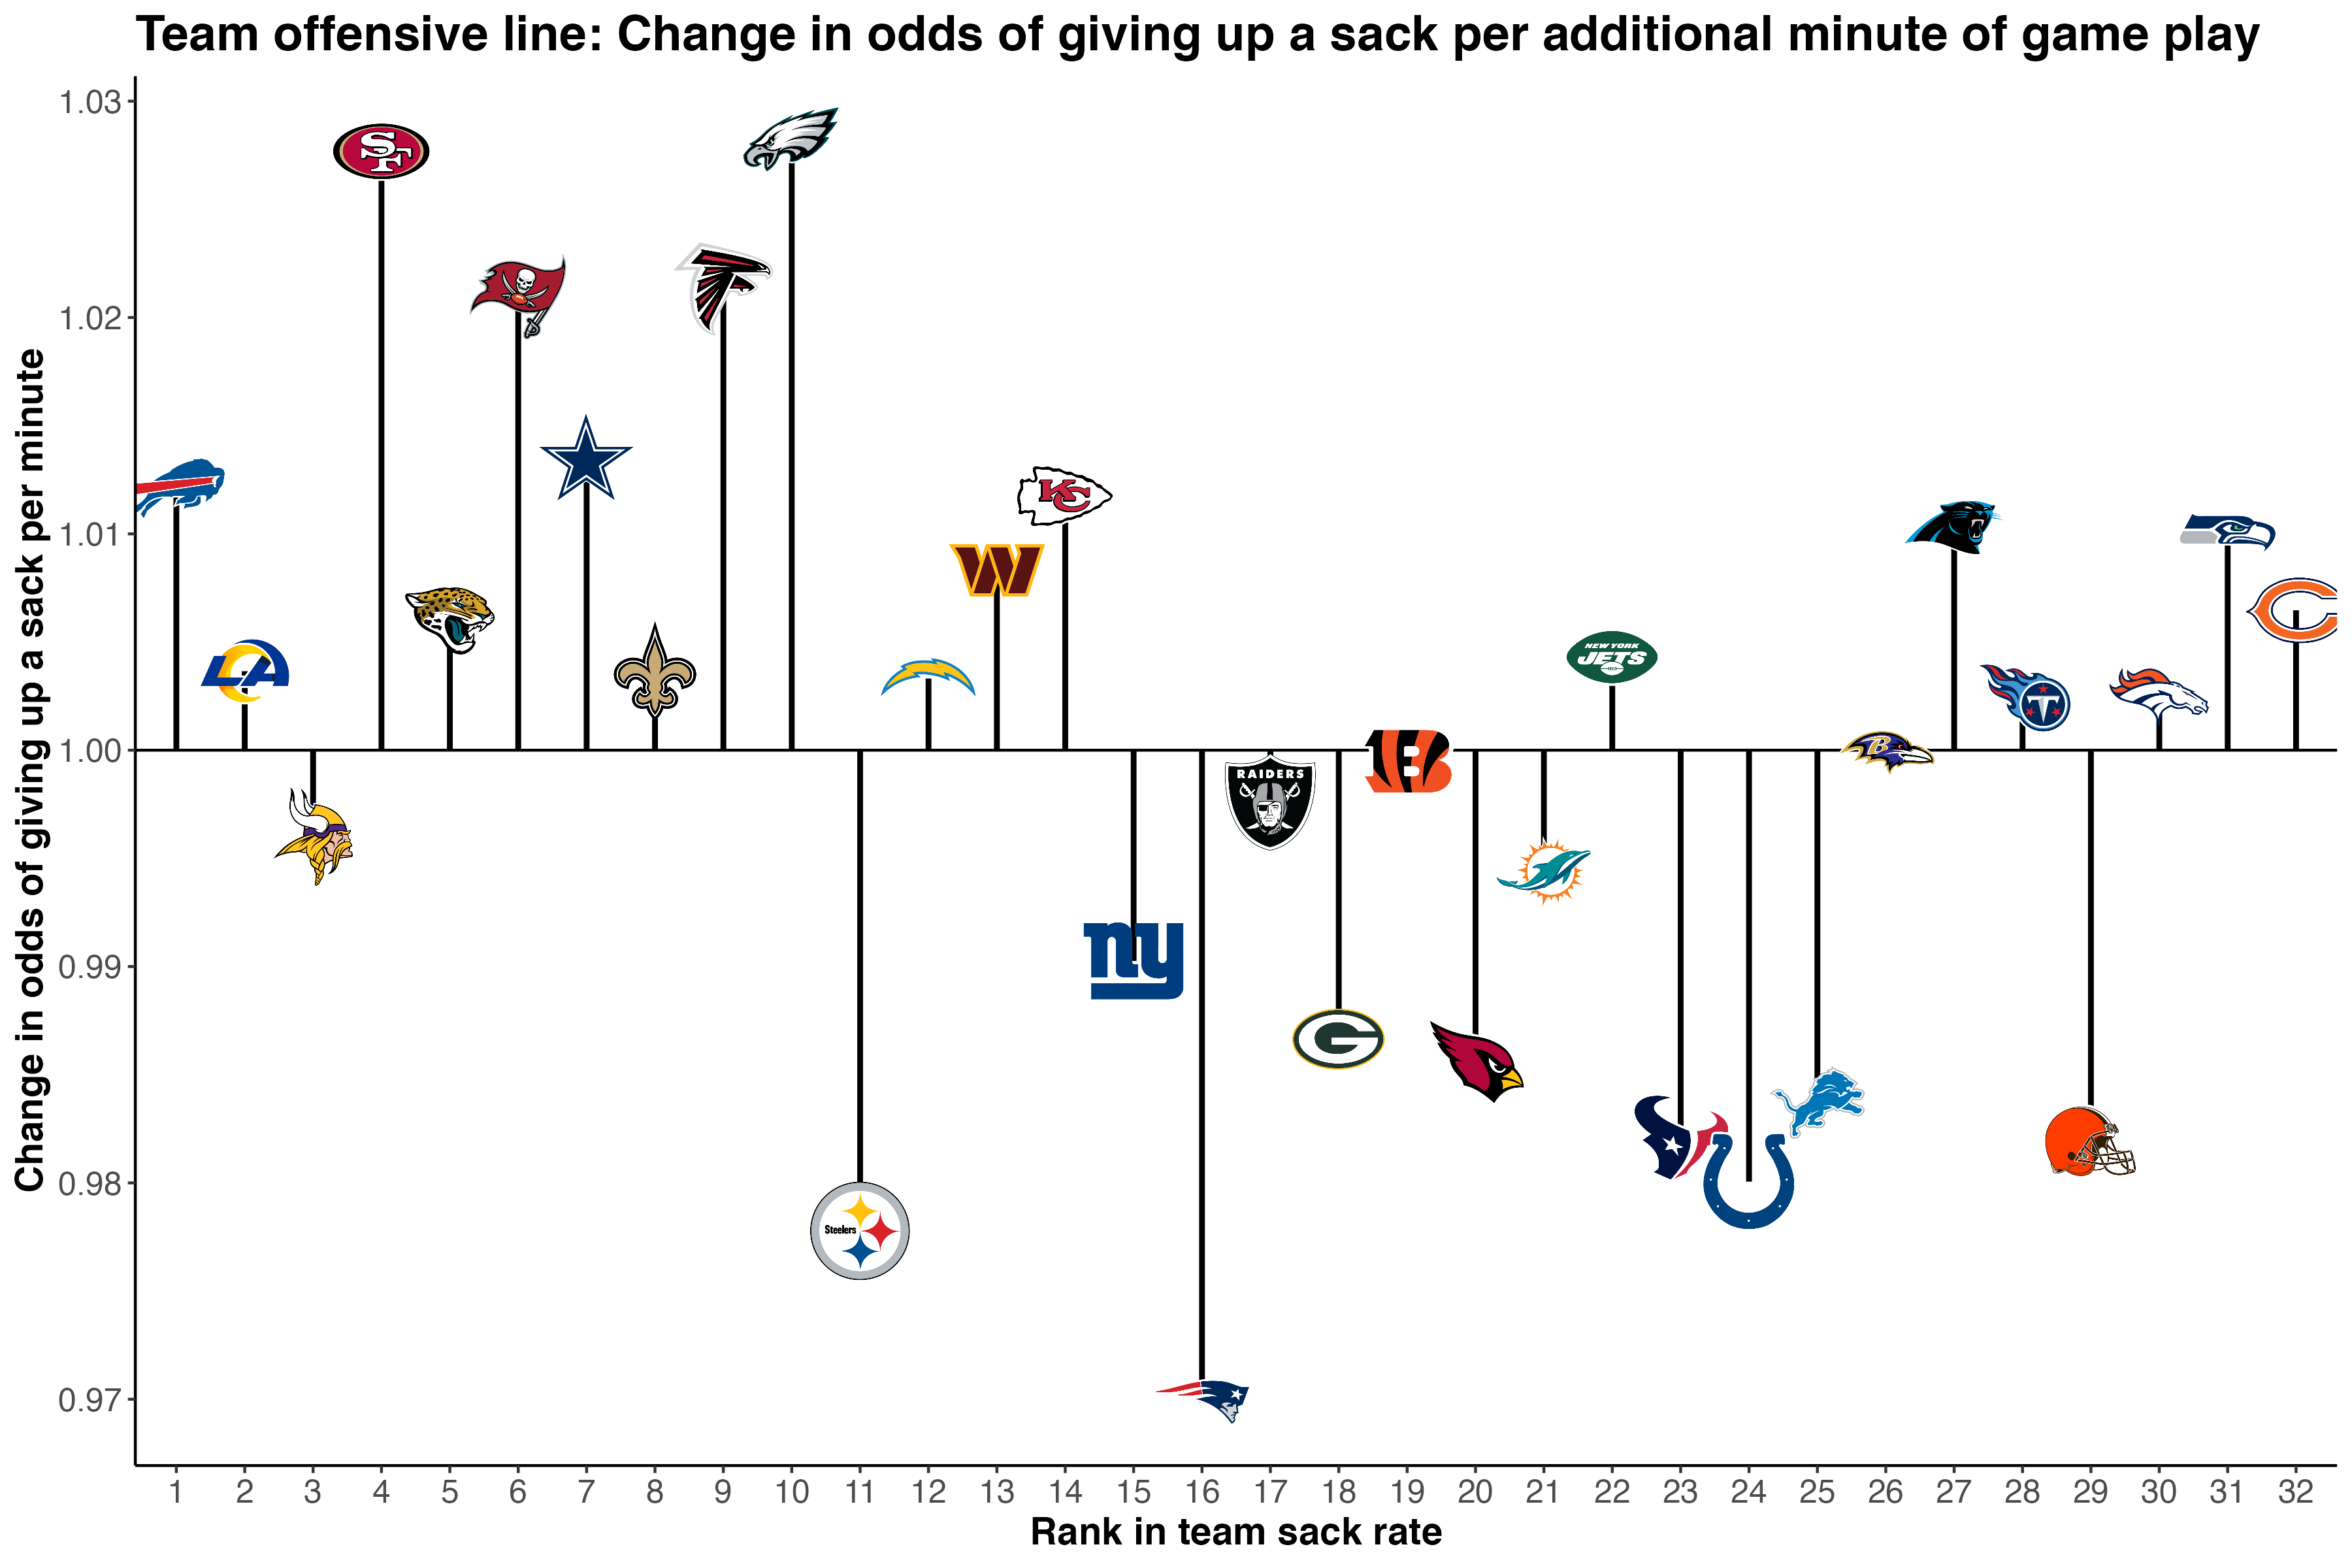 Team offensive line: Change in odds of giving up a sack per additional minute of game play
Change in odds of giving up a sack per minute
1.03
1.02
1.01
1.00
0.99
0.98
0.97
SF
LA
KC
W
NEW YORK
JETS
T
C
B
B
RAIDERS
ny
G
Steelers
1 2 3 4 5 6 7 8 9 10 11 12 13 14 15 16 17 18 19 20 21 22 23 24 25 26 27 28 29 30 31 32
Rank in team sack rate